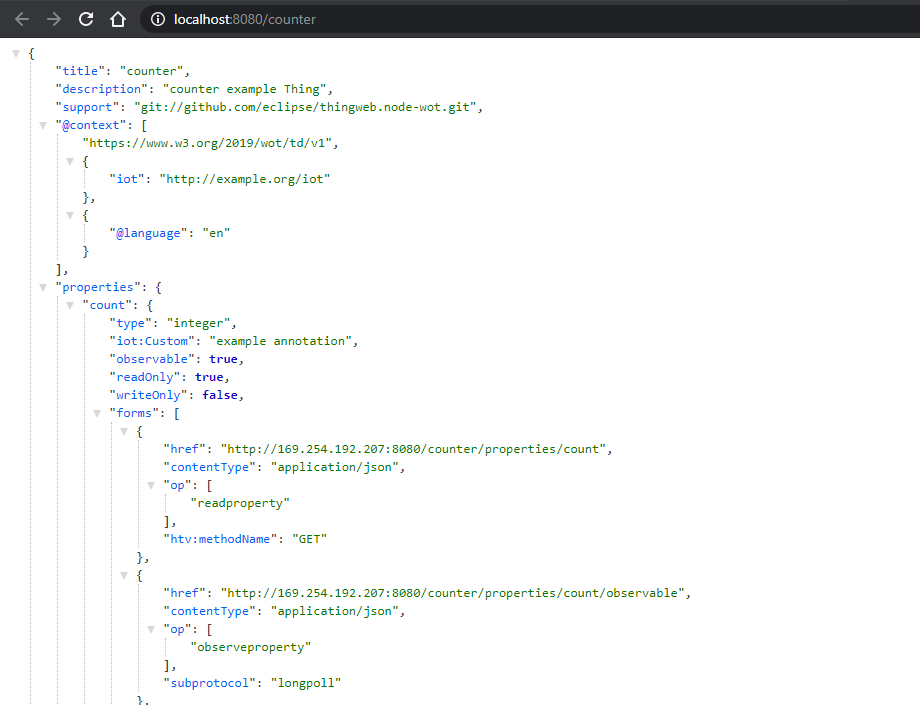 localhost:8080/counter
{
"title": "counter",
"description": "counter example Thing",
"support": "git://github.com/eclipse/thingweb.node-wot.git",
"@context": [
"https://www.w3.org/2019/wot/td/v1",
{
"iot": "http://example.org/iot"
},
{
"@language": "en"
}
],
"properties": {
"count": {
"type": "integer",
"iot:Custom": "example annotation",
"observable": true,
"readOnly": true,
"writeOnly": false,
"forms": [
{
"href": "http://169.254.192.207:8080/counter/properties/count",
"contentType": "application/json",
"op": [
"readproperty"
],
"htv:methodName": "GET"
},
{
"href": "http://169.254.192.207:8080/counter/properties/count/observable",
"contentType": "application/json",
"op": [
"observeproperty"
],
"subprotocol": "longpoll"
},